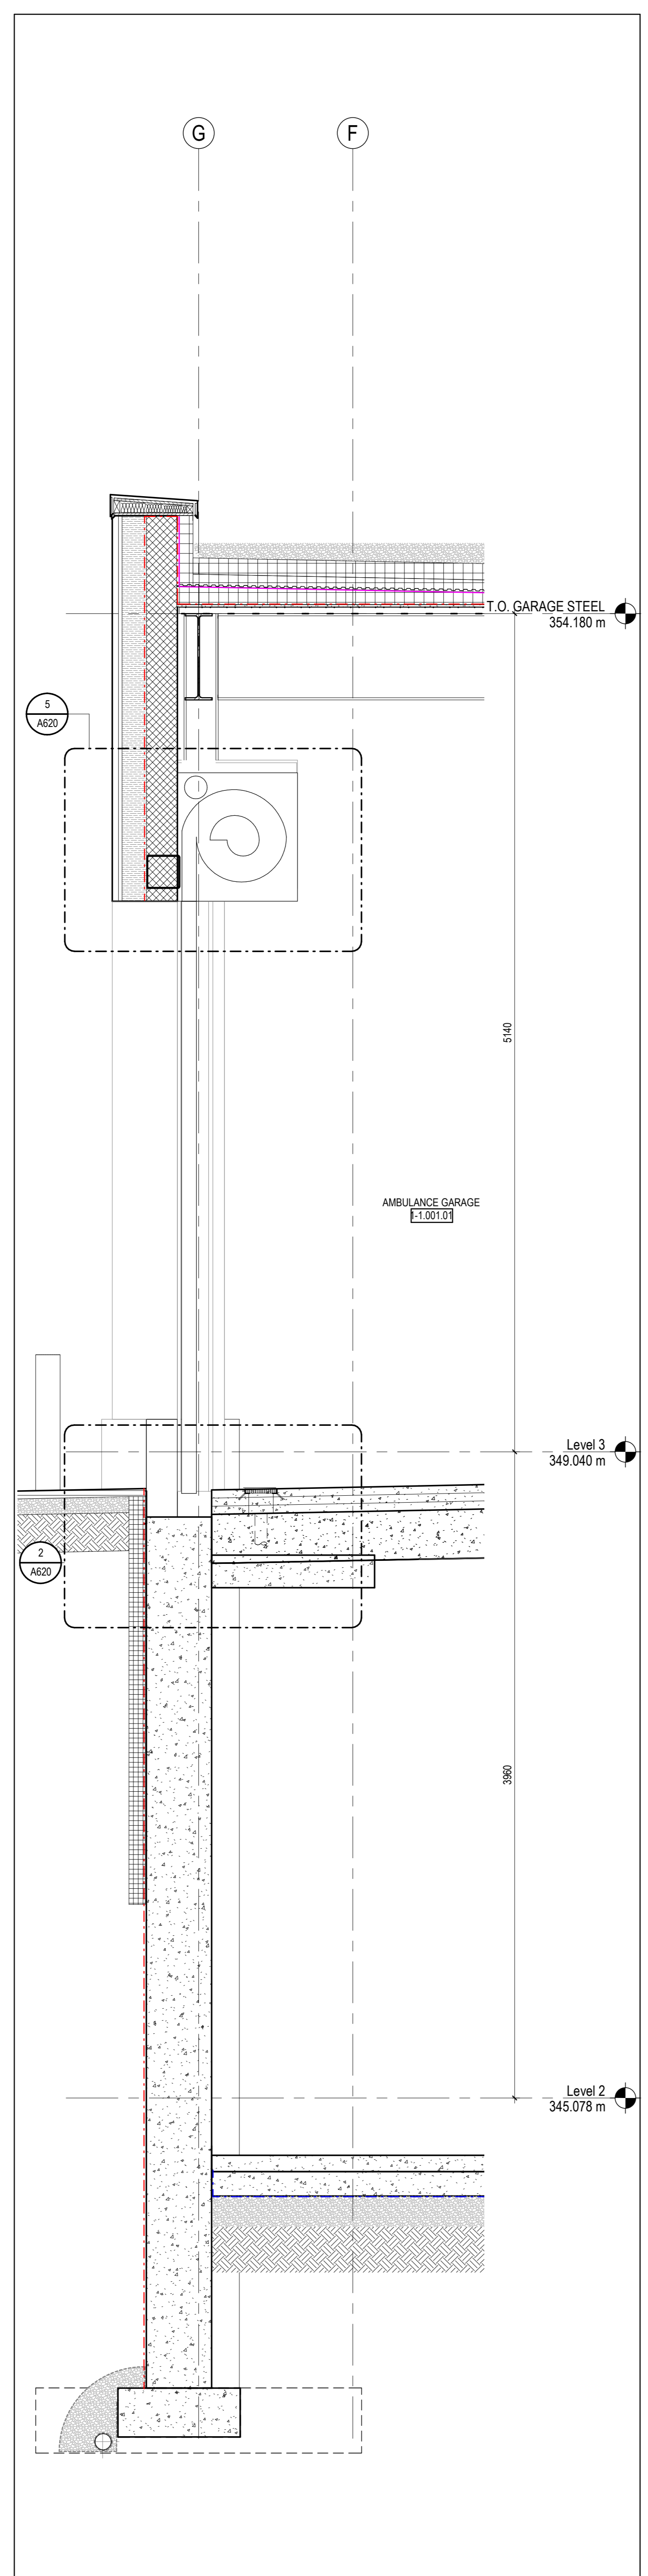 G
F
T.O. GARAGE STEEL
354.180 m
5
A620
5140
AMBULANCE GARAGE
1-1.001.01
Level 3
349.040 m
2
A620
3960
Level 2
345.078 m